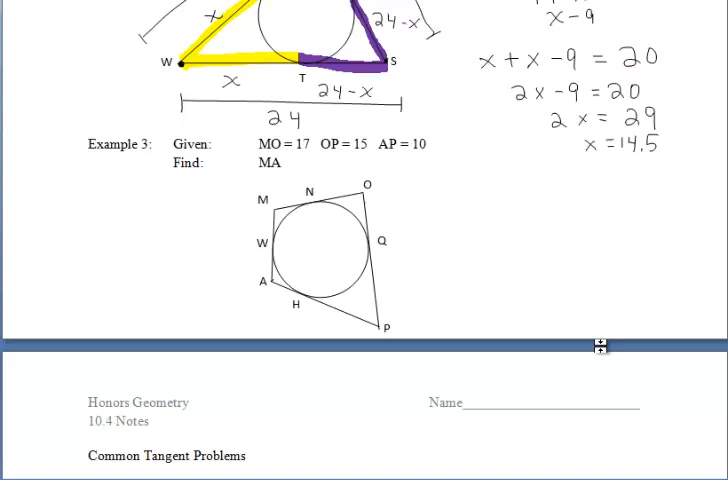 x
24-x
x - 9
W
S
x + x - 9 = 20
x
T
24-x
2x - 9 = 20
24
2x = 29
x = 14.5
Example 3: Given: MO = 17 OP = 15 AP = 10
Find: MA
M
N
O
W
Q
A
H
P
Honors Geometry
Name
10.4 Notes
Common Tangent Problems